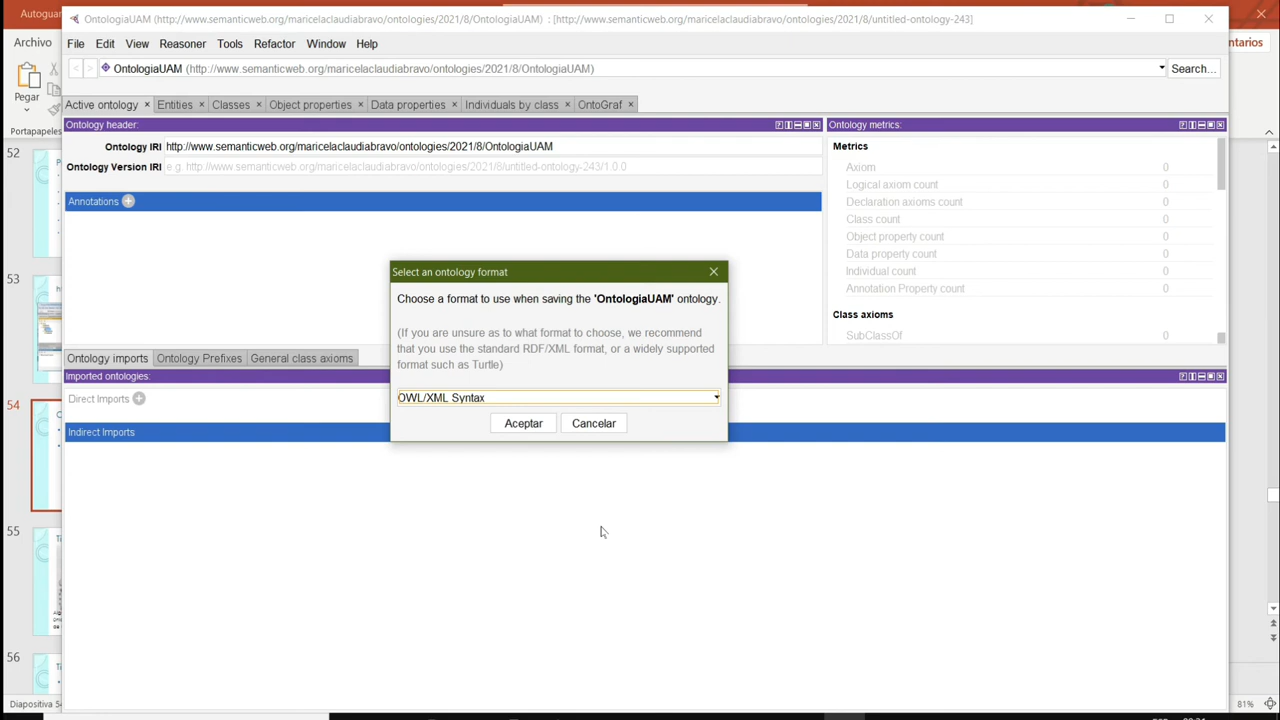 Autoguar
OntologiaUAM (http://www.semanticweb.org/maricelaclaudiabravo/ontologies/2021/8/OntologiaUAM) : [http://www.semanticweb.org/maricelaclaudiabravo/ontologies/2021/8/untitled-ontology-243]
Archivo
File Edit View Reasoner Tools Refactor Window Help
ntarios
OntologiaUAM (http://www.semanticweb.org/maricelaclaudiabravo/ontologies/2021/8/OntologiaUAM)
Search...
Pegar
Active ontology × Entities × Classes × Object properties × Data properties × Individuals by class × OntoGraf ×
Portapapeles
Ontology header:
Ontology IRI http://www.semanticweb.org/maricelaclaudiabravo/ontologies/2021/8/OntologiaUAM
Ontology Version IRI e.g. http://www.semanticweb.org/maricelaclaudiabravo/ontologies/2021/8/untitled-ontology-243/1.0.0
Annotations
Ontology metrics:
Metrics
Axiom 0
Logical axiom count 0
Declaration axioms count 0
Class count 0
Object property count 0
Data property count 0
Individual count 0
Annotation Property count 0
Class axioms
SubClassOf 0
Select an ontology format
Choose a format to use when saving the 'OntologiaUAM' ontology.
(If you are unsure as to what format to choose, we recommend
that you use the standard RDF/XML format, or a widely supported
format such as Turtle)
OWL/XML Syntax
Aceptar Cancelar
Ontology imports Ontology Prefixes General class axioms
Imported ontologies:
Direct Imports
Indirect Imports
52
53
54
55
56
Diapositiva 54
81%